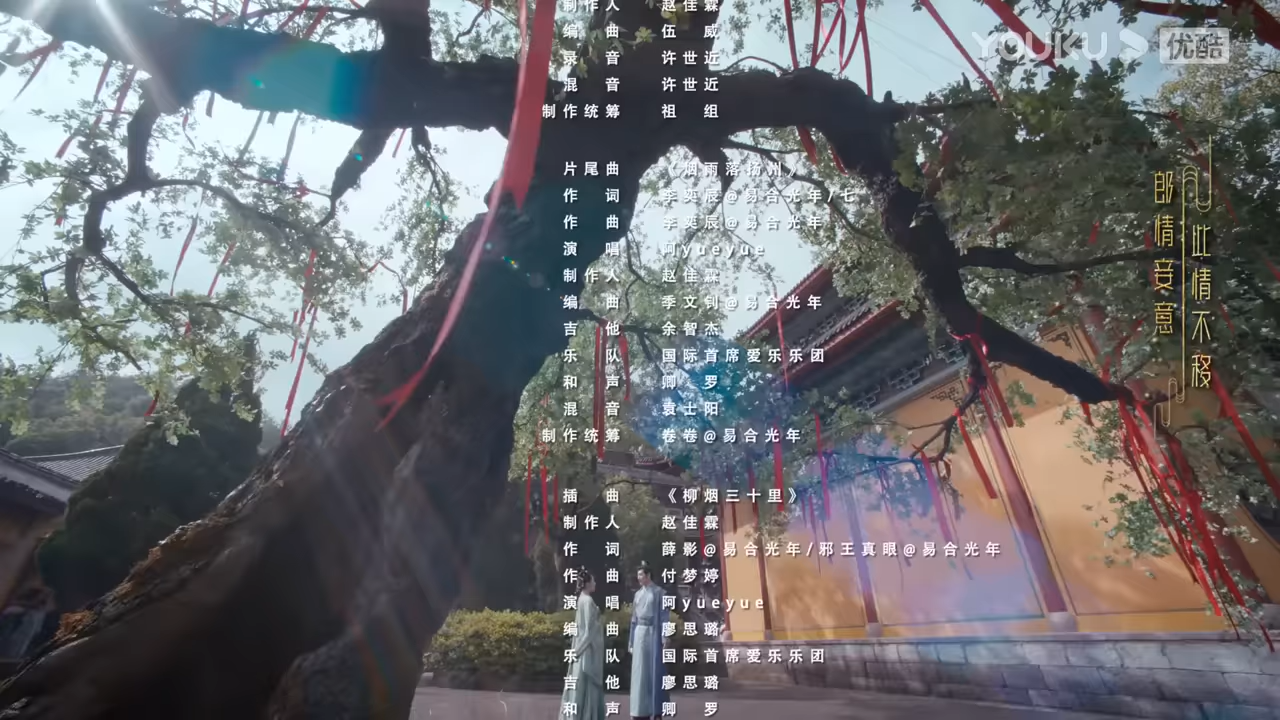 YOUKU 优酷
制作人 赵佳霖
编曲 伍威
录音 许世近
混音 许世近
制作统筹 祖组
片尾曲 《烟雨落扬州》
作词 李奕辰@易合光年/七
作曲 李奕辰@易合光年
演唱 阿yueyue
制作人 赵佳霖
编曲 季文钊@易合光年
吉他 余智杰
乐队 国际首席爱乐乐团
和声 卿罗
混音 袁士阳
制作统筹 卷卷@易合光年
插曲 《柳烟三十里》
制作人 赵佳霖
作词 薛影@易合光年/邪王真眼@易合光年
作曲 付梦婷
演唱 阿yueyue
编曲 廖思璐
乐队 国际首席爱乐乐团
吉他 廖思璐
和声 卿罗
此情不移
郎情妾意